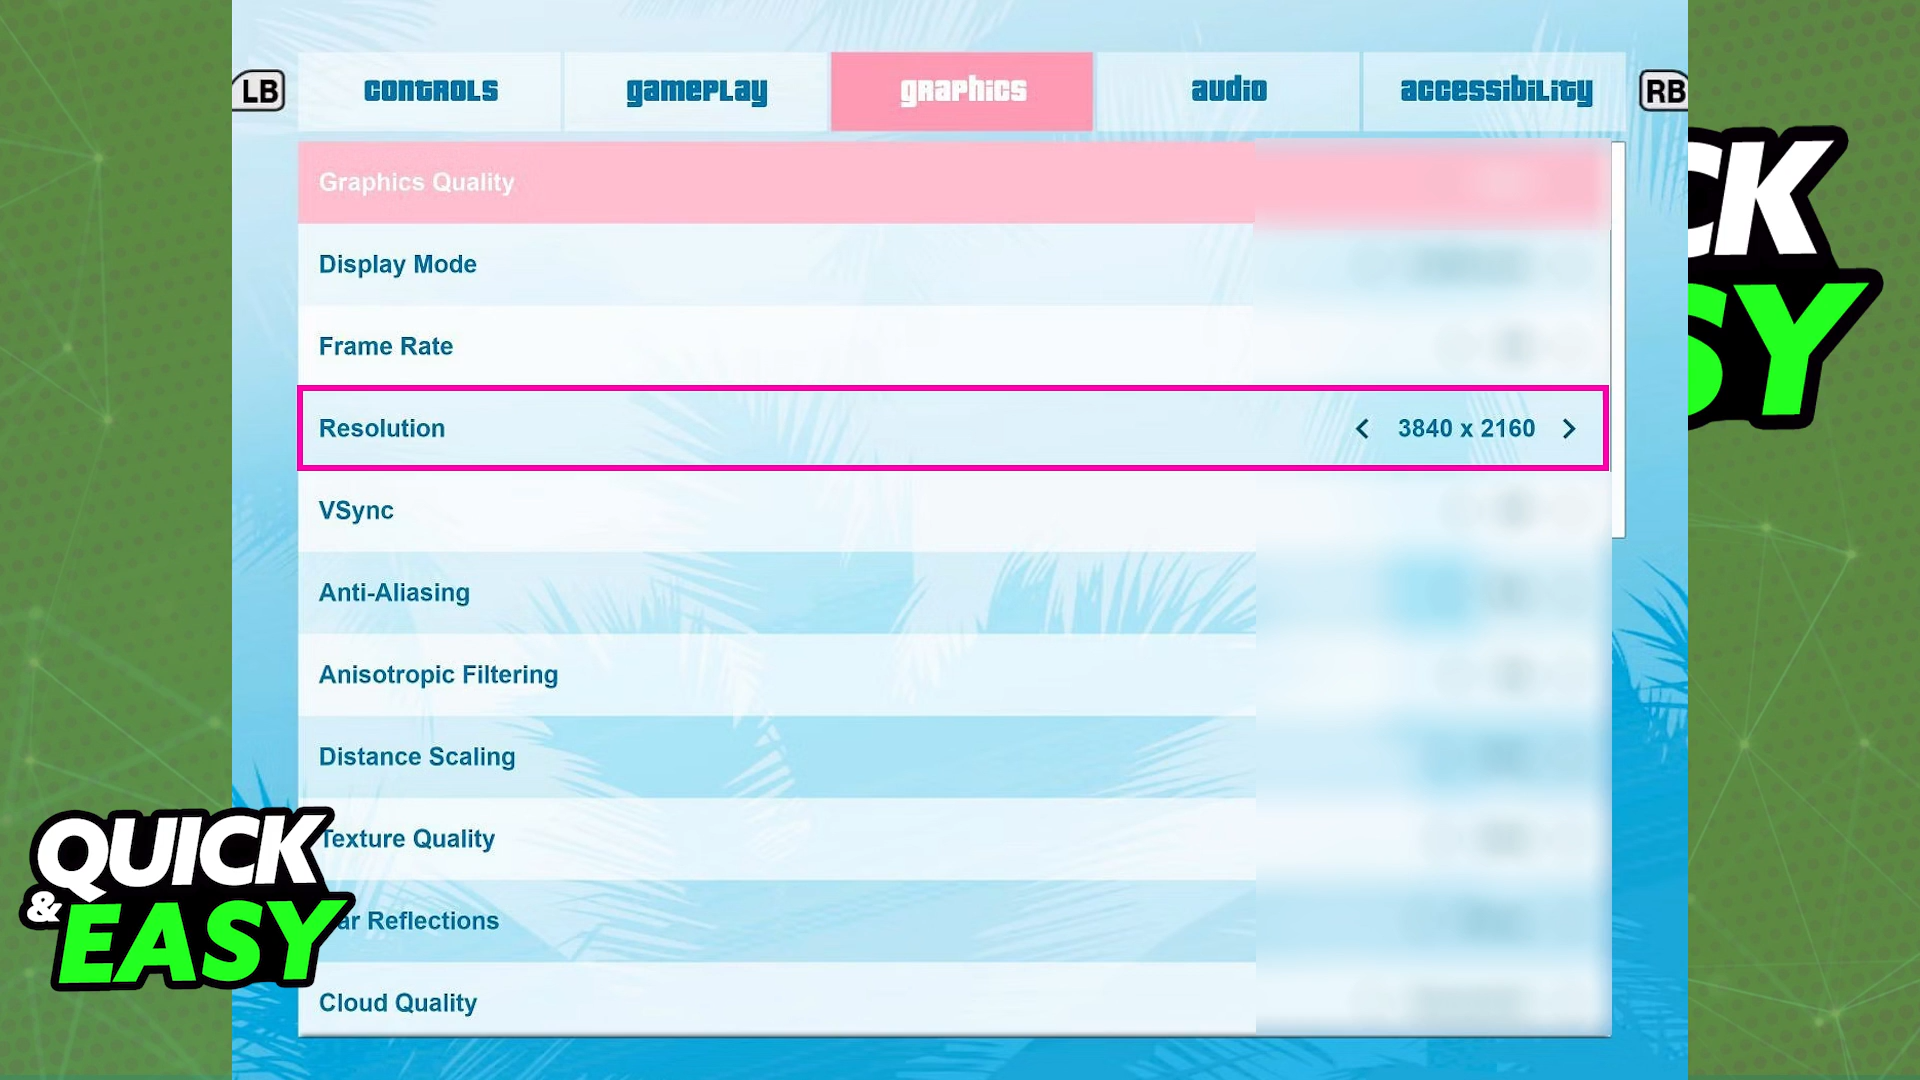 LB
controls
gameplay
graphics
audio
accessibility
RB
Graphics Quality
Display Mode
Frame Rate
Resolution
3840 x 2160
VSync
Anti-Aliasing
Anisotropic Filtering
Distance Scaling
Texture Quality
ar Reflections
Cloud Quality
QUICK
& EASY
CK
SY